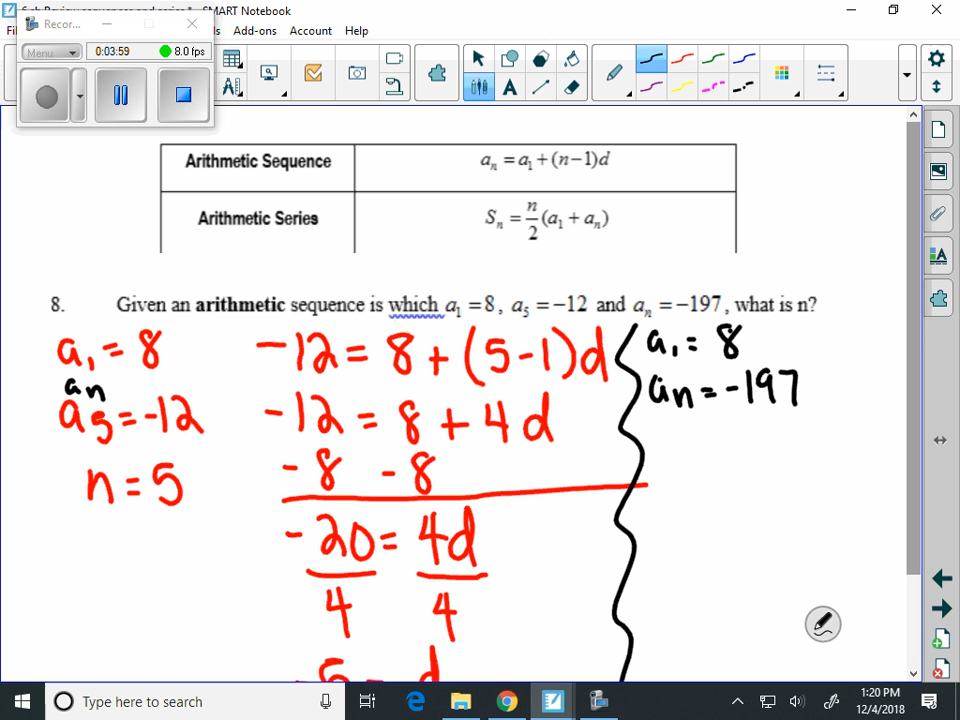 SMART Notebook
Recor...
Add-ons Account Help
Menu 0:03:59 8.0 fps
Arithmetic Sequence aₙ = a₁ + (n−1)d
Arithmetic Series Sₙ = n/2 (a₁ + aₙ)
8. Given an arithmetic sequence is which a₁ = 8, a₅ = −12 and aₙ = −197, what is n?
a₁ = 8
an
a₅ = -12
n = 5
-12 = 8 + (5-1)d
-12 = 8 + 4d
-8 -8
-20 = 4d
4 4
-5 = d
a₁ = 8
an = -197
Type here to search
1:20 PM
12/4/2018